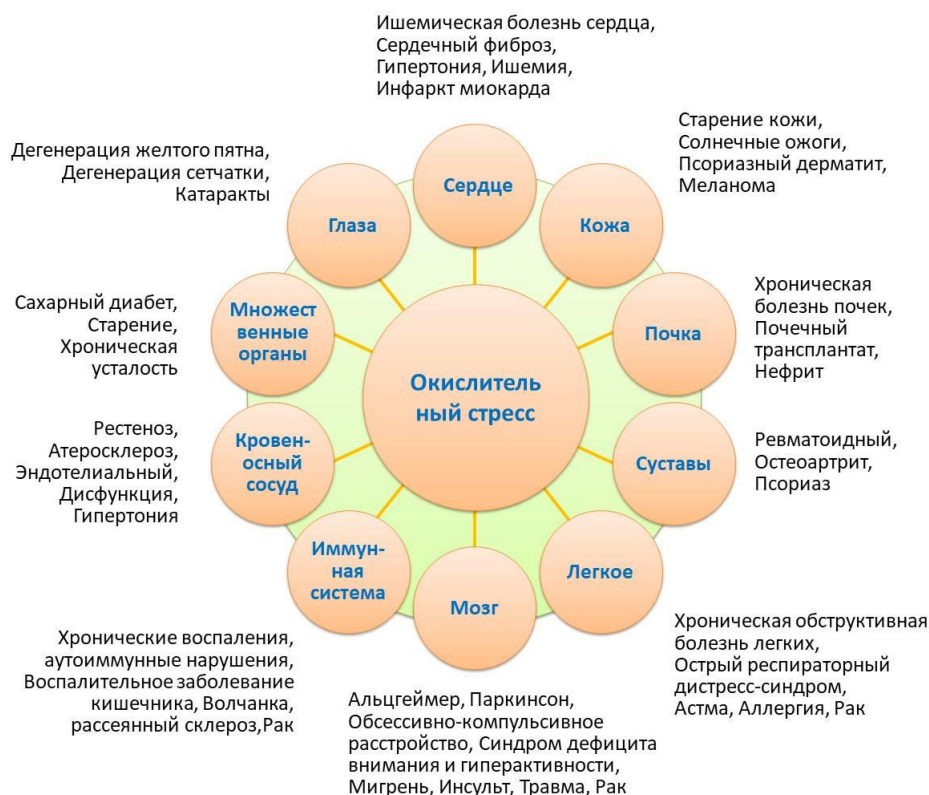 Ишемическая болезнь сердца,
Сердечный фиброз,
Гипертония, Ишемия,
Инфаркт миокарда
Сердце
Старение кожи,
Солнечные ожоги,
Псориазный дерматит,
Меланома
Кожа
Хроническая
болезнь почек,
Почечный
трансплантат,
Нефрит
Почка
Ревматоидный,
Остеоартрит,
Псориаз
Суставы
Хроническая обструктивная
болезнь легких,
Острый респираторный
дистресс-синдром,
Астма, Аллергия, Рак
Легкое
Альцгеймер, Паркинсон,
Обсессивно-компульсивное
расстройство, Синдром дефицита
внимания и гиперактивности,
Мигрень, Инсульт, Травма, Рак
Мозг
Хронические воспаления,
аутоиммунные нарушения,
Воспалительное заболевание
кишечника, Волчанка,
рассеянный склероз,Рак
Иммун-
ная
система
Рестеноз,
Атеросклероз,
Эндотелиальный,
Дисфункция,
Гипертония
Кровен-
осный
сосуд
Сахарный диабет,
Старение,
Хроническая
усталость
Множест
венные
органы
Дегенерация желтого пятна,
Дегенерация сетчатки,
Катаракты
Глаза
Окислитель
ный стресс